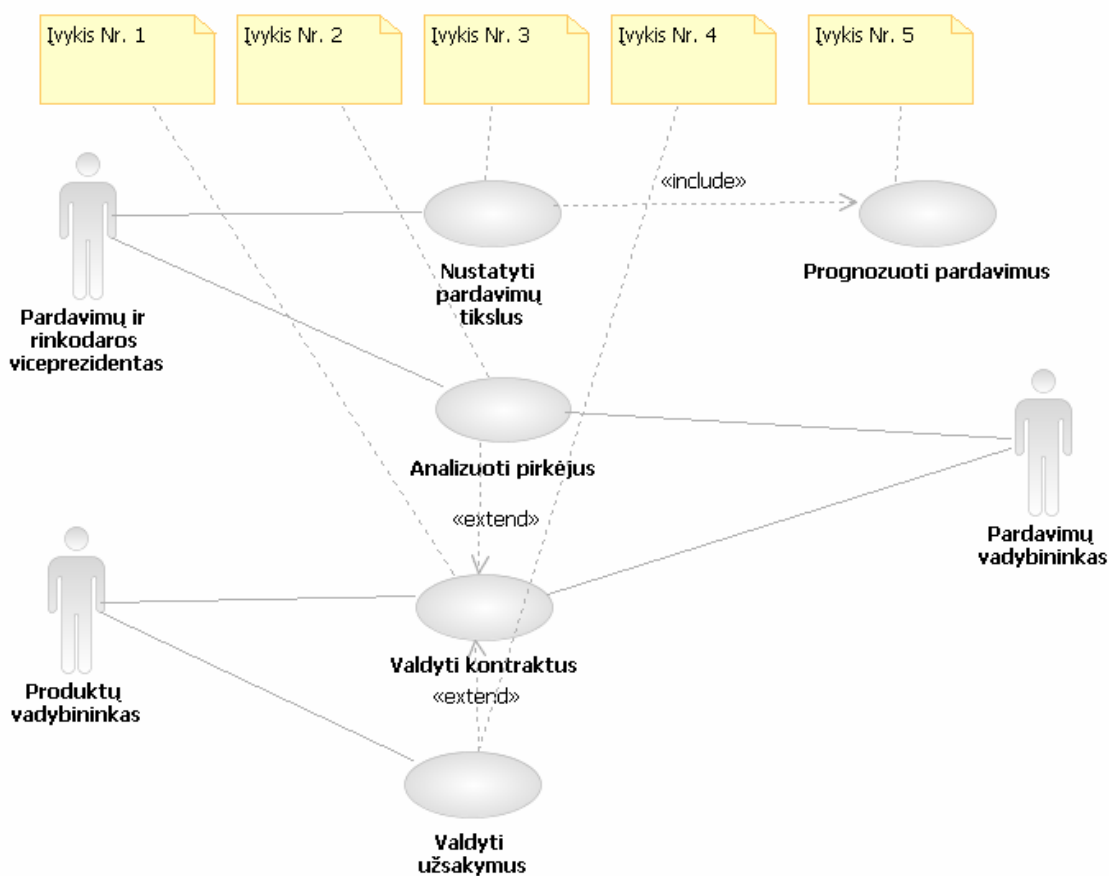 Įvykis Nr. 1
Įvykis Nr. 2
Įvykis Nr. 3
Įvykis Nr. 4
Įvykis Nr. 5
«include»
Nustatyti
pardavimų
tikslus
Prognozuoti pardavimus
Pardavimų ir
rinkodaros
viceprezidentas
Analizuoti pirkėjus
«extend»
Pardavimų
vadybininkas
Valdyti kontraktus
Produktų
vadybininkas
«extend»
Valdyti
užsakymus